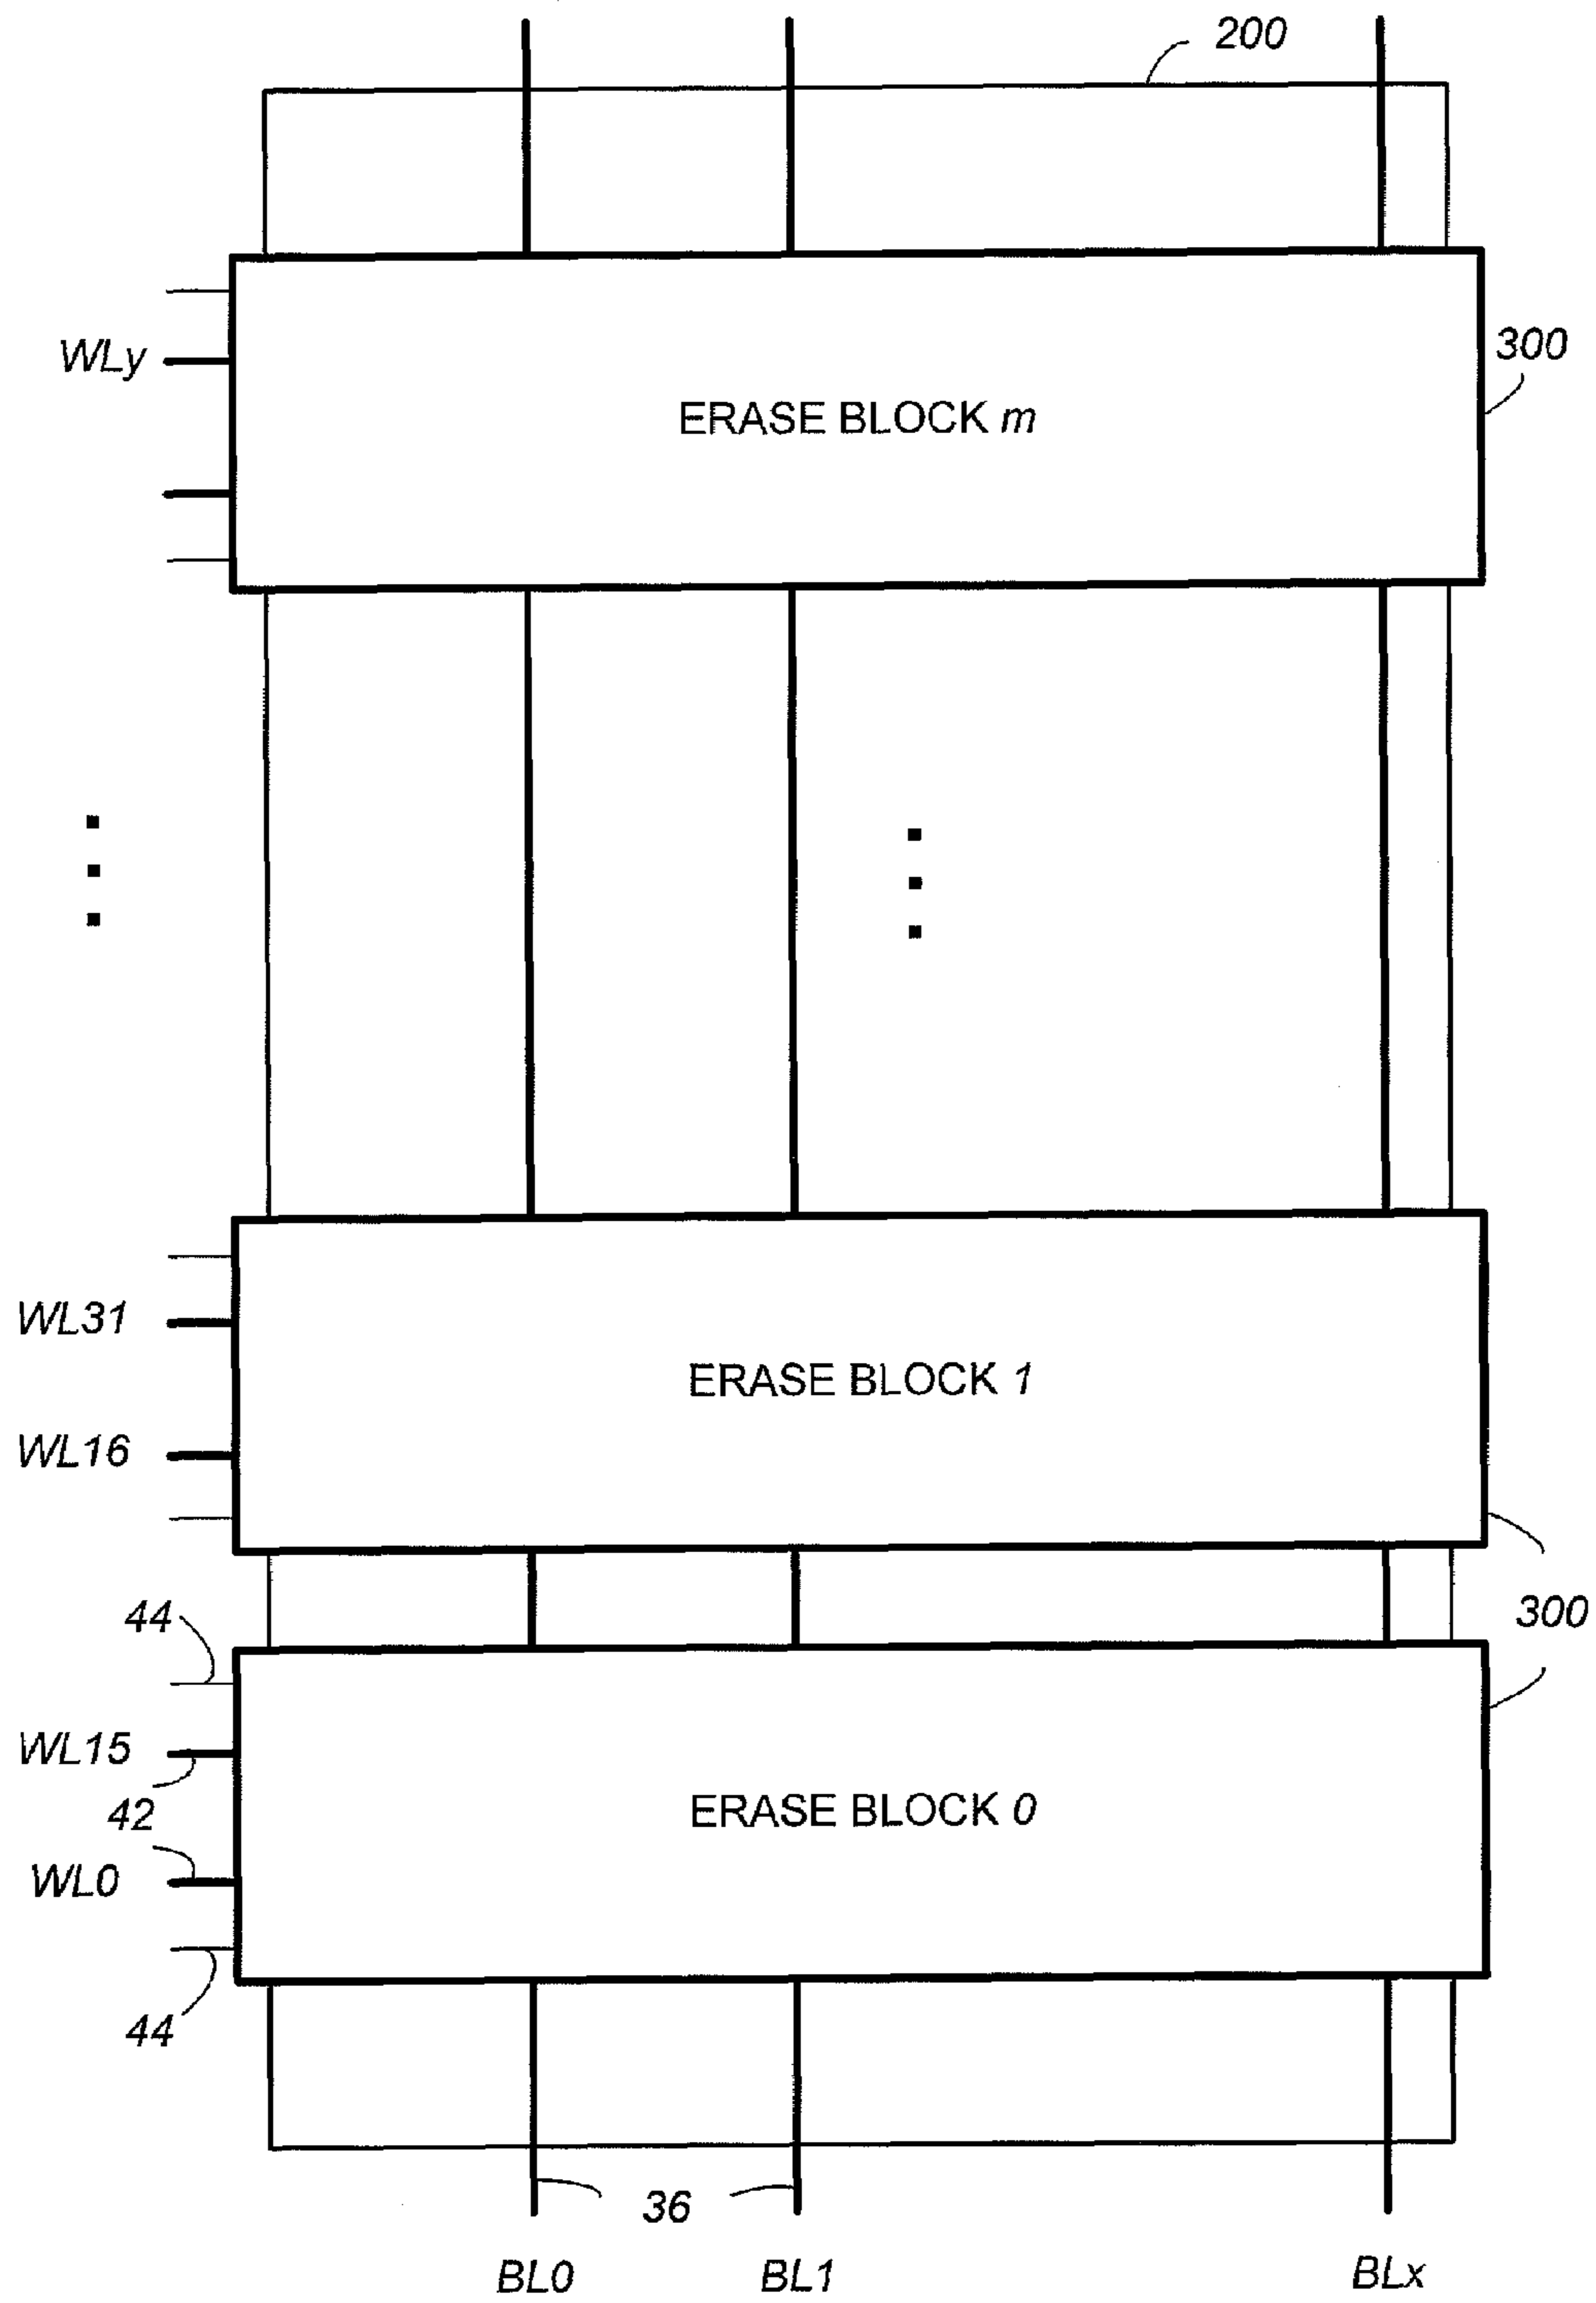 200
WLy
300
ERASE BLOCK m
WL31
ERASE BLOCK 1
WL16
44
300
WL15
42
ERASE BLOCK 0
WL0
44
36
BL0
BL1
BLx